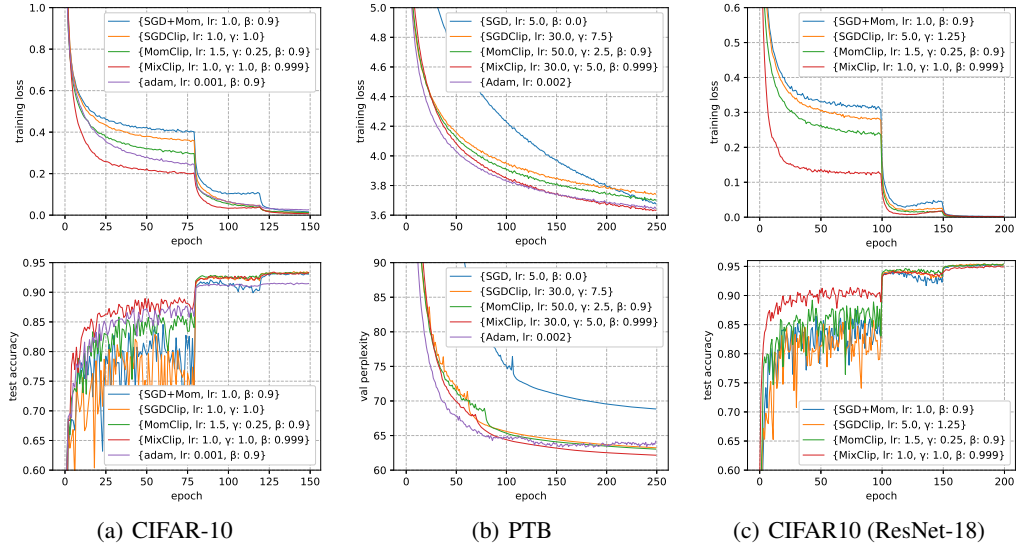 1.0
0.8
0.6
0.4
0.2
0.0
training loss
0 25 50 75 100 125 150
epoch
{SGD+Mom, lr: 1.0, β: 0.9}
{SGDClip, lr: 1.0, γ: 1.0}
{MomClip, lr: 1.5, γ: 0.25, β: 0.9}
{MixClip, lr: 1.0, γ: 1.0, β: 0.999}
{adam, lr: 0.001, β: 0.9}
5.0
4.8
4.6
4.4
4.2
4.0
3.8
3.6
training loss
0 50 100 150 200 250
epoch
{SGD, lr: 5.0, β: 0.0}
{SGDClip, lr: 30.0, γ: 7.5}
{MomClip, lr: 50.0, γ: 2.5, β: 0.9}
{MixClip, lr: 30.0, γ: 5.0, β: 0.999}
{Adam, lr: 0.002}
0.6
0.5
0.4
0.3
0.2
0.1
0.0
training loss
0 50 100 150 200
epoch
{SGD+Mom, lr: 1.0, β: 0.9}
{SGDClip, lr: 5.0, γ: 1.25}
{MomClip, lr: 1.5, γ: 0.25, β: 0.9}
{MixClip, lr: 1.0, γ: 1.0, β: 0.999}
0.95
0.90
0.85
0.80
0.75
0.70
0.65
0.60
test accuracy
0 25 50 75 100 125 150
epoch
{SGD+Mom, lr: 1.0, β: 0.9}
{SGDClip, lr: 1.0, γ: 1.0}
{MomClip, lr: 1.5, γ: 0.25, β: 0.9}
{MixClip, lr: 1.0, γ: 1.0, β: 0.999}
{adam, lr: 0.001, β: 0.9}
90
85
80
75
70
65
60
val perplexity
0 50 100 150 200 250
epoch
{SGD, lr: 5.0, β: 0.0}
{SGDClip, lr: 30.0, γ: 7.5}
{MomClip, lr: 50.0, γ: 2.5, β: 0.9}
{MixClip, lr: 30.0, γ: 5.0, β: 0.999}
{Adam, lr: 0.002}
0.95
0.90
0.85
0.80
0.75
0.70
0.65
0.60
test accuracy
0 50 100 150 200
epoch
{SGD+Mom, lr: 1.0, β: 0.9}
{SGDClip, lr: 5.0, γ: 1.25}
{MomClip, lr: 1.5, γ: 0.25, β: 0.9}
{MixClip, lr: 1.0, γ: 1.0, β: 0.999}
(a) CIFAR-10
(b) PTB
(c) CIFAR10 (ResNet-18)